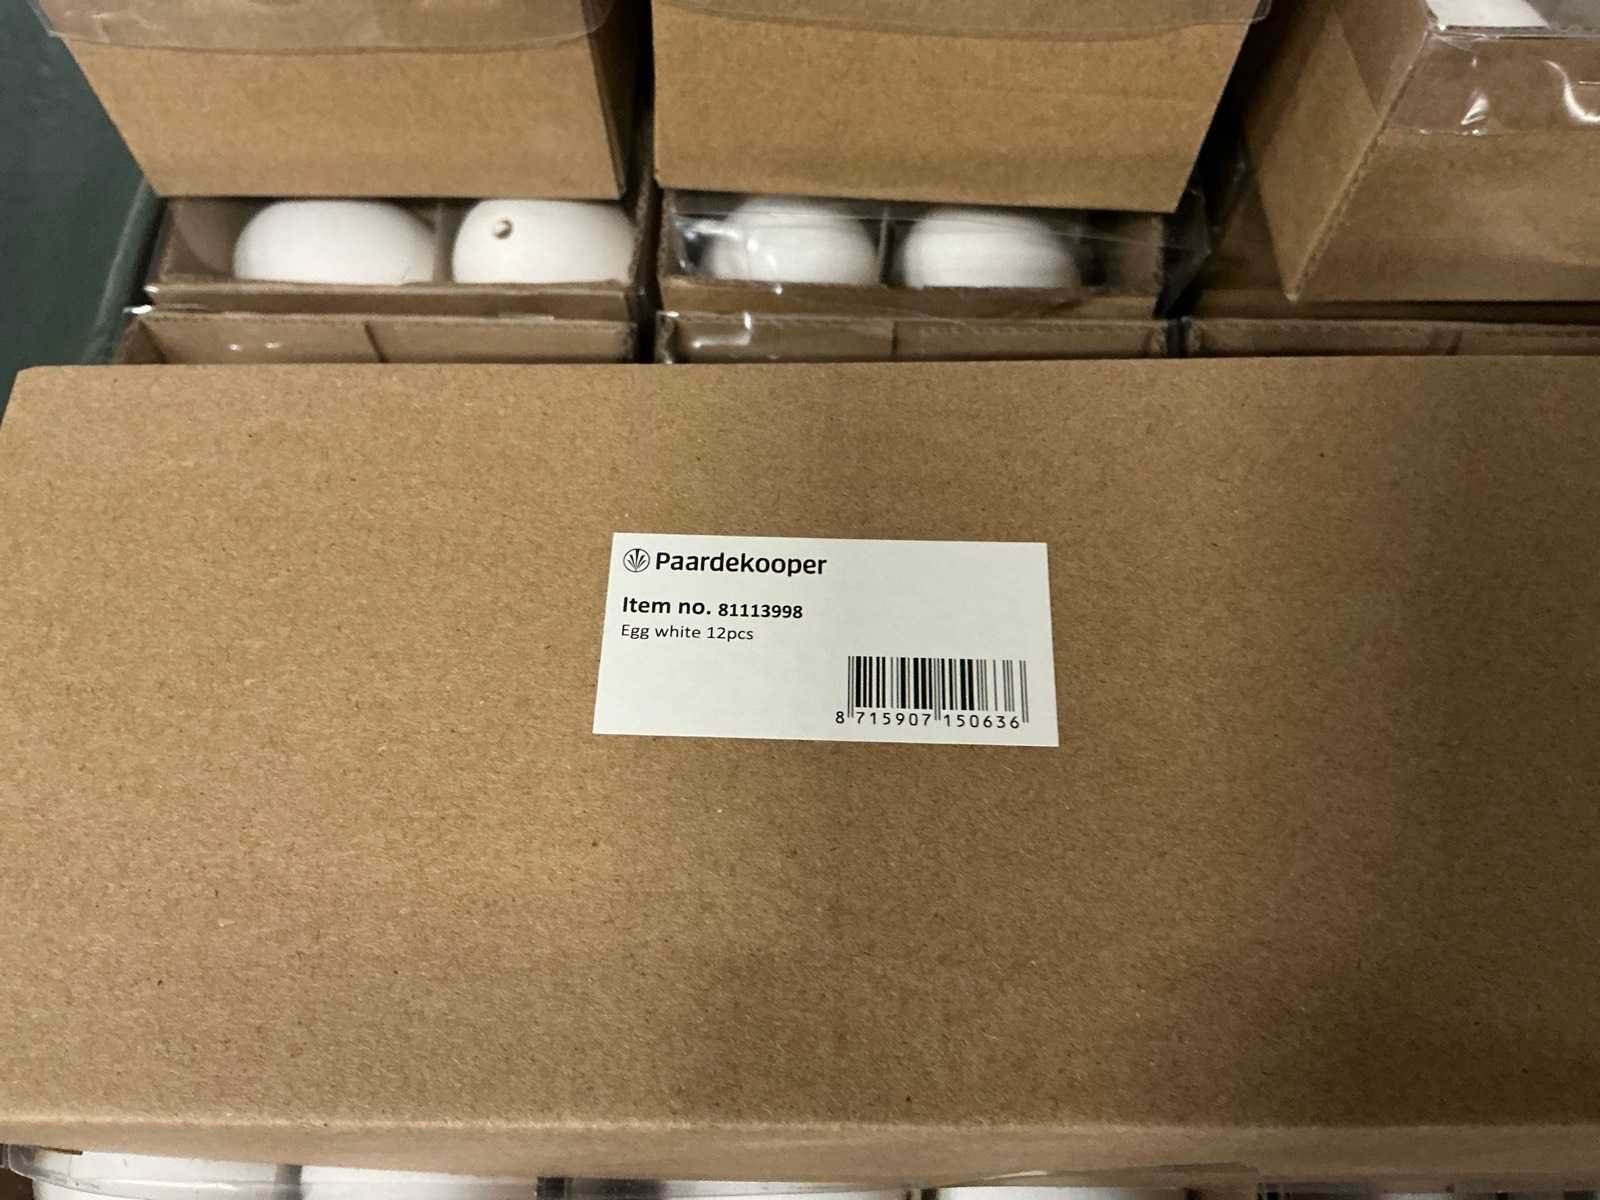 Paardekooper
Item no. 81113998
Egg white 12pcs
8 715907 150636